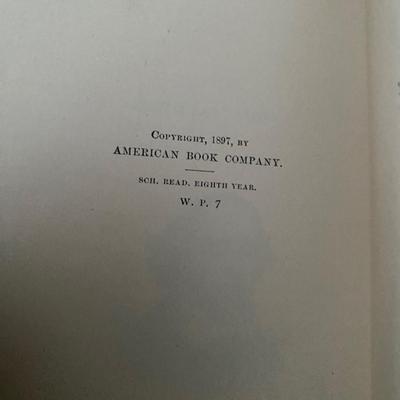 COPYRIGHT, 1897, BY
AMERICAN BOOK COMPANY.
SCH. READ. EIGHTH YEAR.
W. P. 7